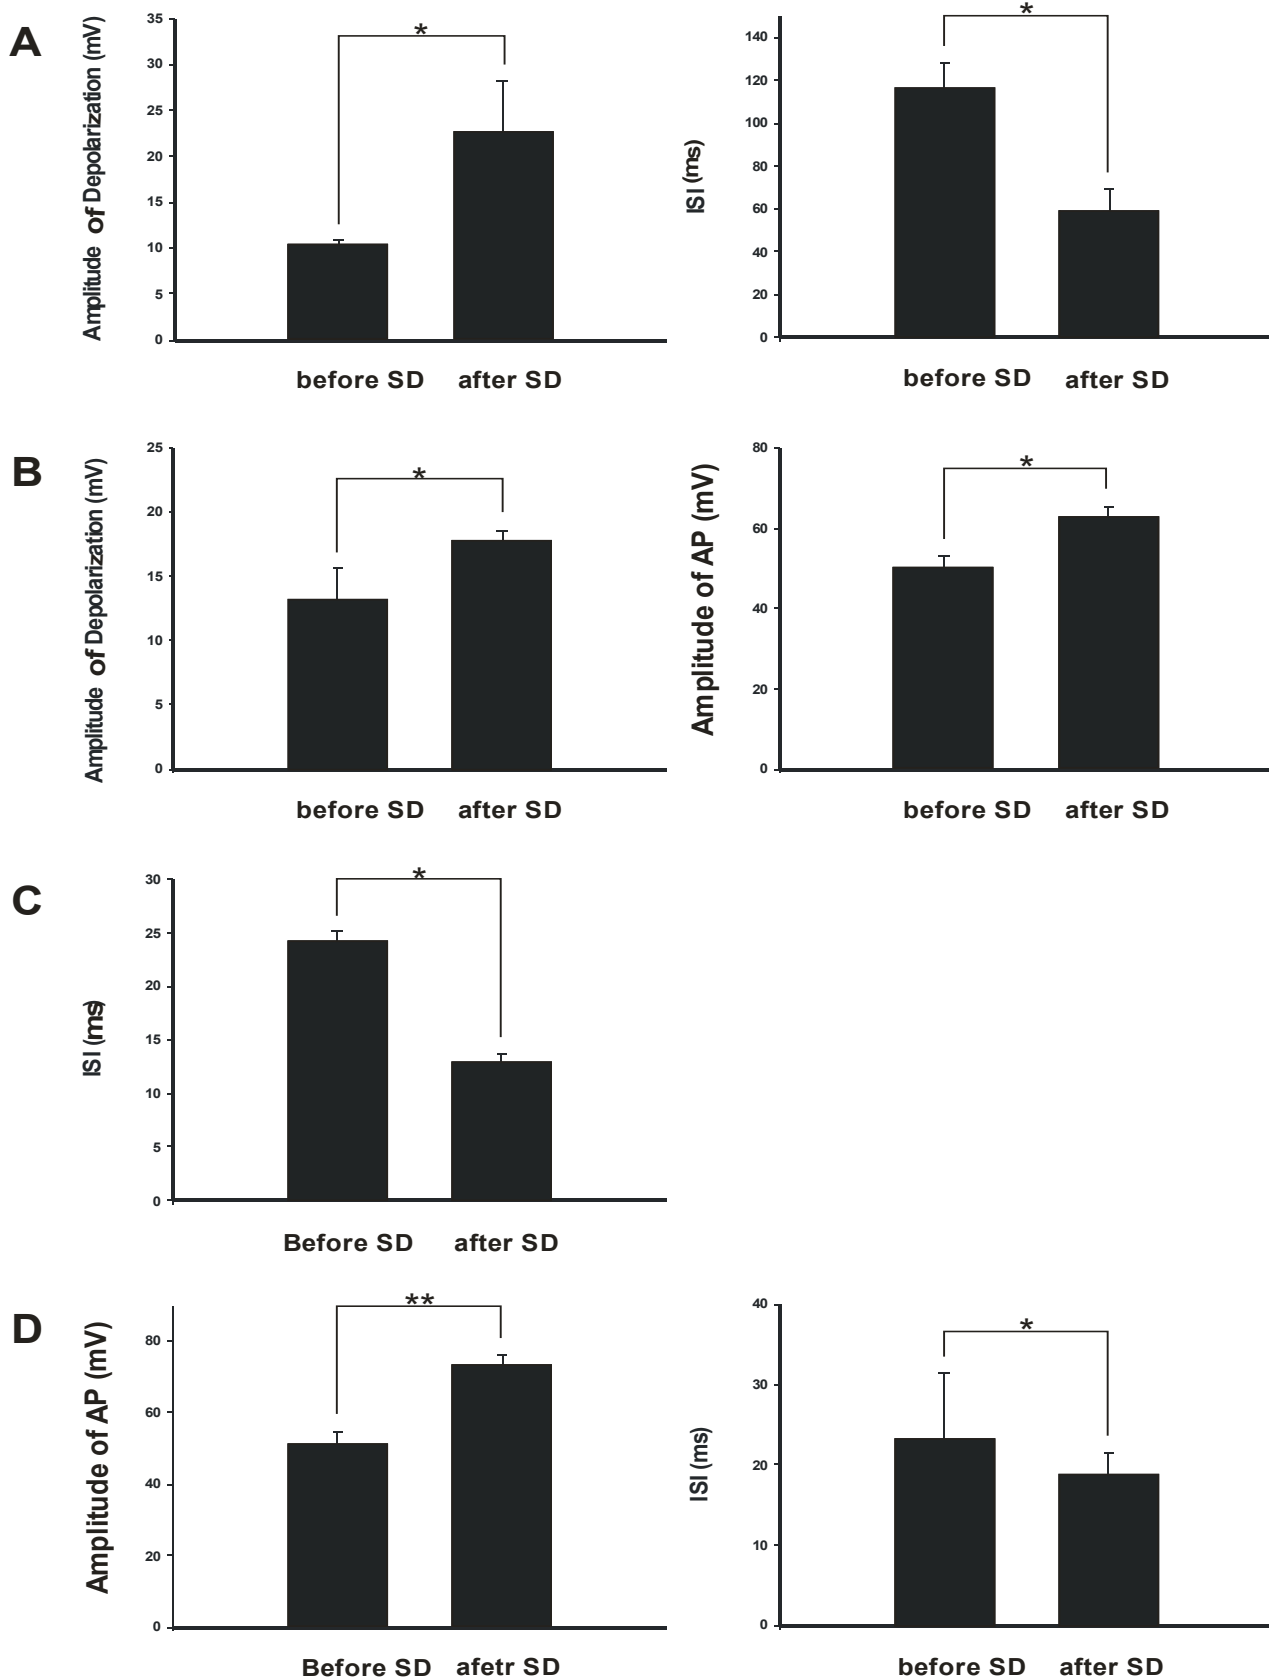 A
Amplitude of Depolarization (mV)
35
30
25
20
15
10
5
0
*
before SD after SD
ISI (ms)
140
120
100
80
60
40
20
0
*
before SD after SD
B
Amplitude of Depolarization (mV)
25
20
15
10
5
0
*
before SD after SD
Amplitude of AP (mV)
80
60
40
20
0
*
before SD after SD
C
ISI (ms)
30
25
20
15
10
5
0
*
Before SD after SD
D
Amplitude of AP (mV)
80
60
40
20
0
**
Before SD afetr SD
ISI (ms)
40
30
20
10
0
*
before SD after SD